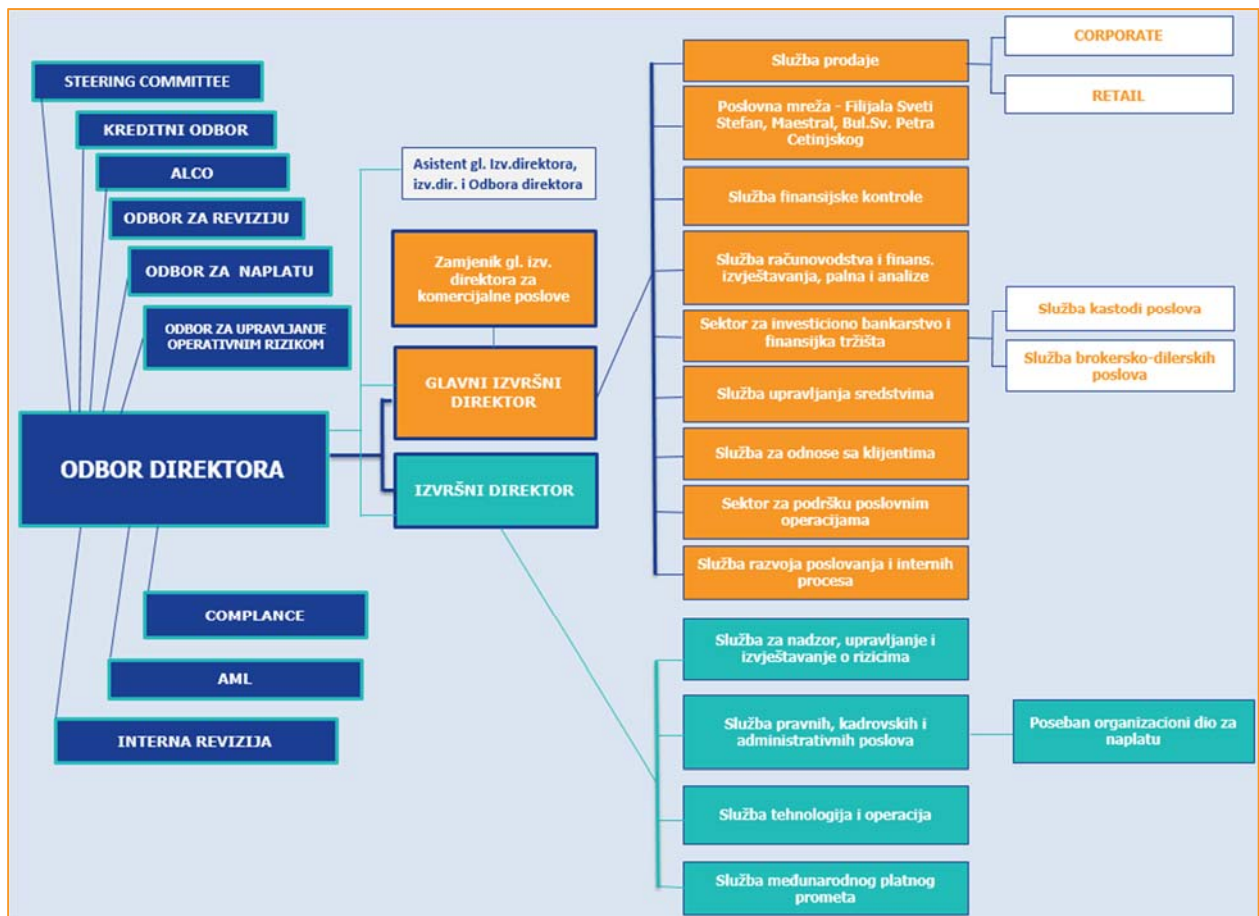 STEERING COMMITTEE
KREDITNI ODBOR
ALCO
ODBOR ZA REVIZIJU
ODBOR ZA NAPLATU
ODBOR ZA UPRAVLJANJE
OPERATIVNIM RIZIKOM
ODBOR DIREKTORA
COMPLANCE
AML
INTERNA REVIZIJA
Asistent gl. Izv.direktora,
izv.dir. i Odbora direktora
Zamjenik gl. izv.
direktora za
komercijalne poslove
GLAVNI IZVRŠNI
DIREKTOR
IZVRŠNI DIREKTOR
Služba prodaje
CORPORATE
RETAIL
Poslovna mreža - Filijala Sveti
Stefan, Maestral, Bul.Sv. Petra
Cetinjskog
Služba finansijske kontrole
Služba računovodstva i finans.
izvještavanja, palna i analize
Sektor za investiciono bankarstvo i
finansijka tržišta
Služba kastodi poslova
Služba brokersko-dilerskih
poslova
Služba upravljanja sredstvima
Služba za odnose sa klijentima
Sektor za podršku poslovnim
operacijama
Služba razvoja poslovanja i internih
procesa
Služba za nadzor, upravljanje i
izvještavanje o rizicima
Služba pravnih, kadrovskih i
administrativnih poslova
Poseban organizacioni dio za
naplatu
Služba tehnologija i operacija
Služba međunarodnog platnog
prometa